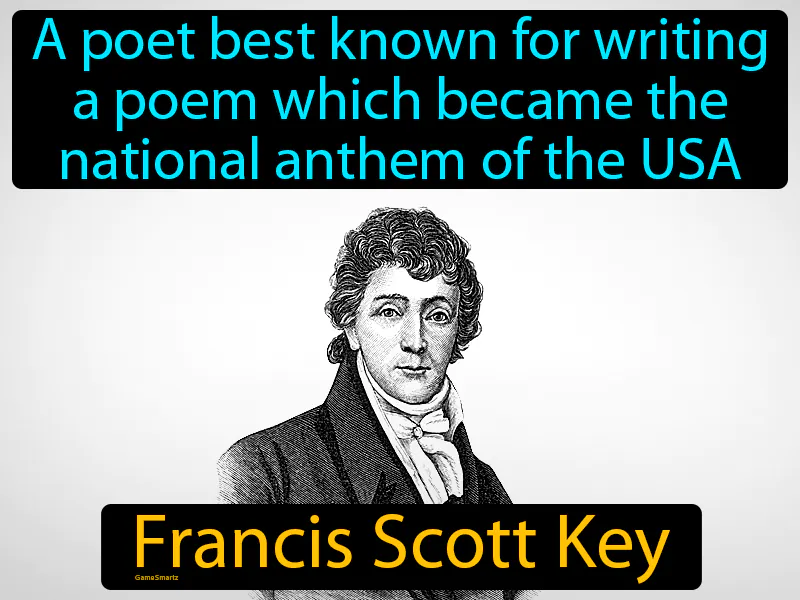 A poet best known for writing
a poem which became the
national anthem of the USA
Francis Scott Key
GameSmartz